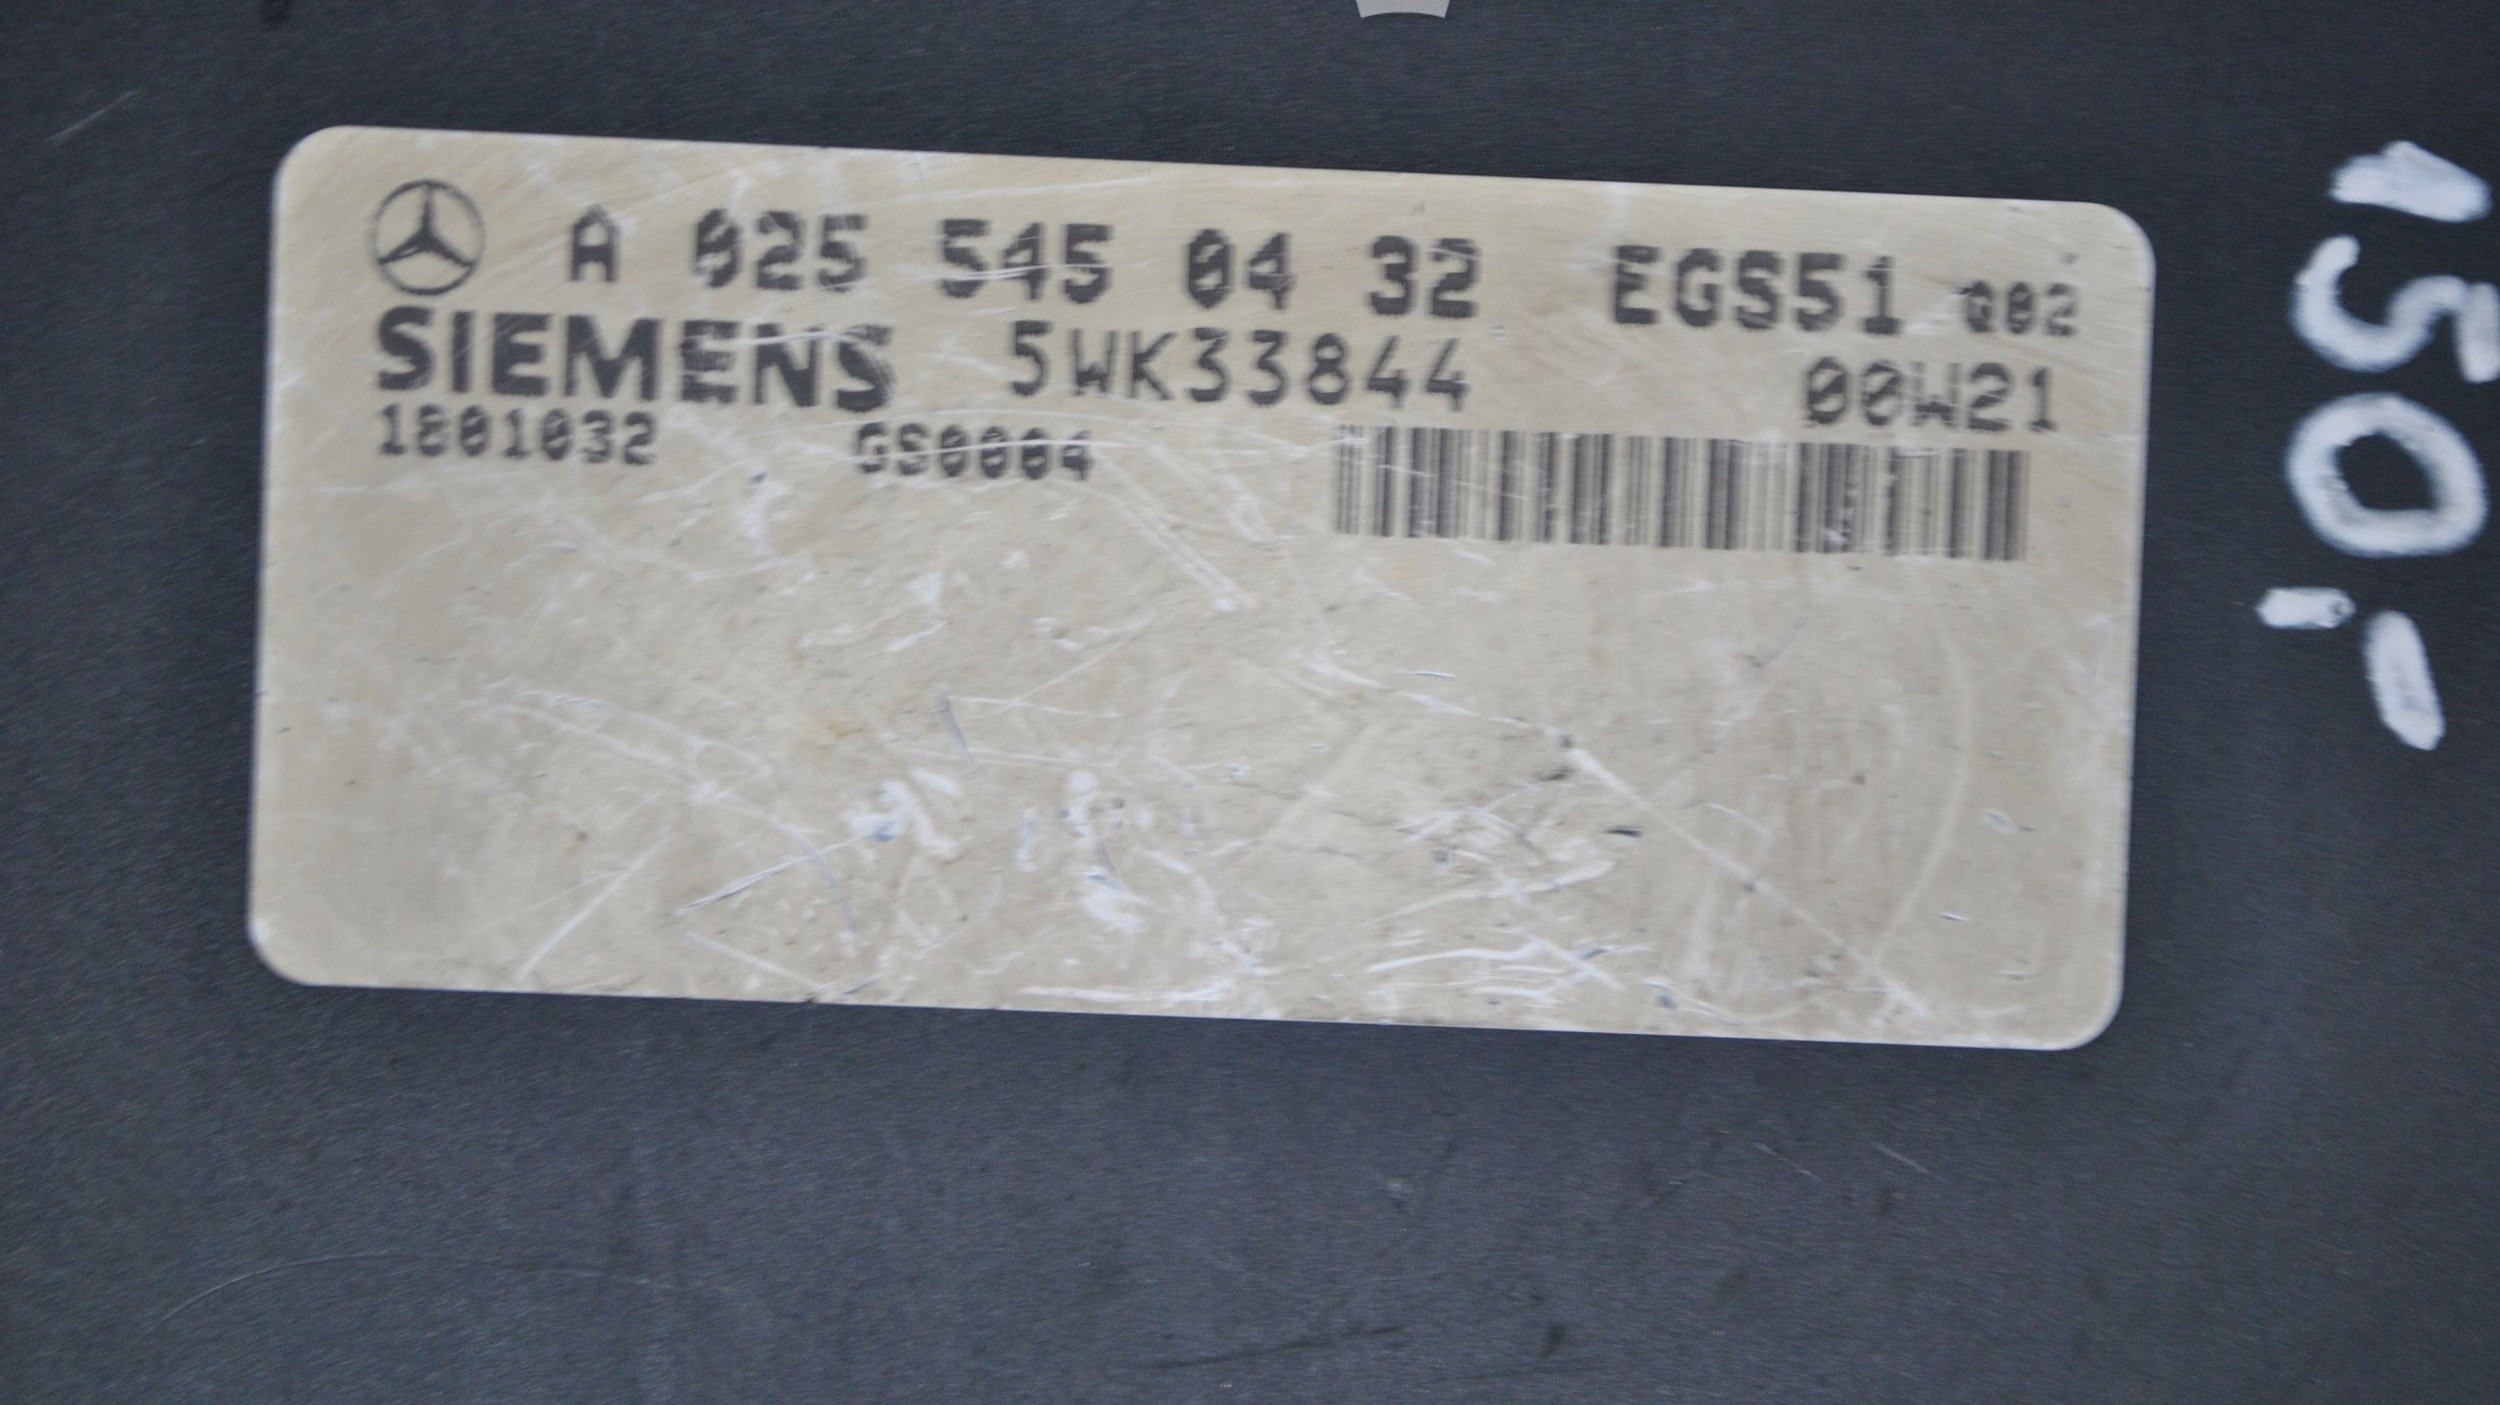 A 025 545 04 32 EGS51 Q02
SIEMENS 5WK33844 00W21
1801032 GS0004
150,-